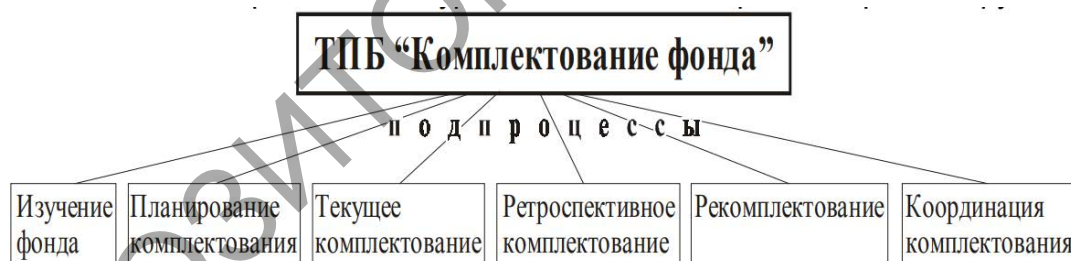 ТПБ “Комплектование фонда”
подпроцессы
Изучение фонда
Планирование комплектования
Текущее комплектование
Ретроспективное комплектование
Рекомплектование
Координация комплектования